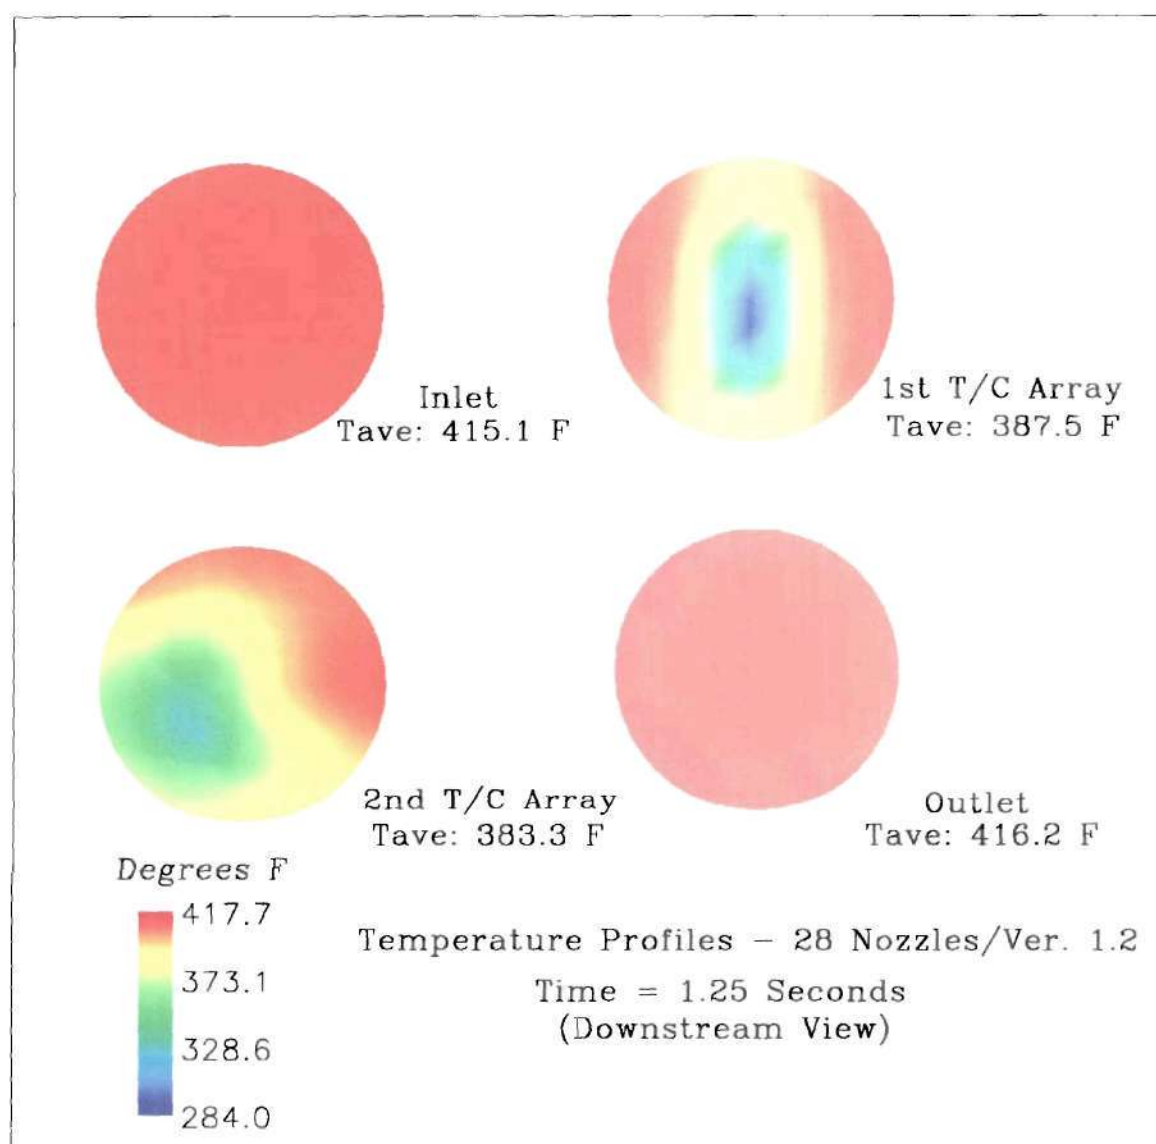 Inlet
Tave: 415.1 F
1st T/C Array
Tave: 387.5 F
2nd T/C Array
Tave: 383.3 F
Outlet
Tave: 416.2 F
Degrees F
417.7
373.1
328.6
284.0
Temperature Profiles - 28 Nozzles/Ver. 1.2
Time = 1.25 Seconds
(Downstream View)